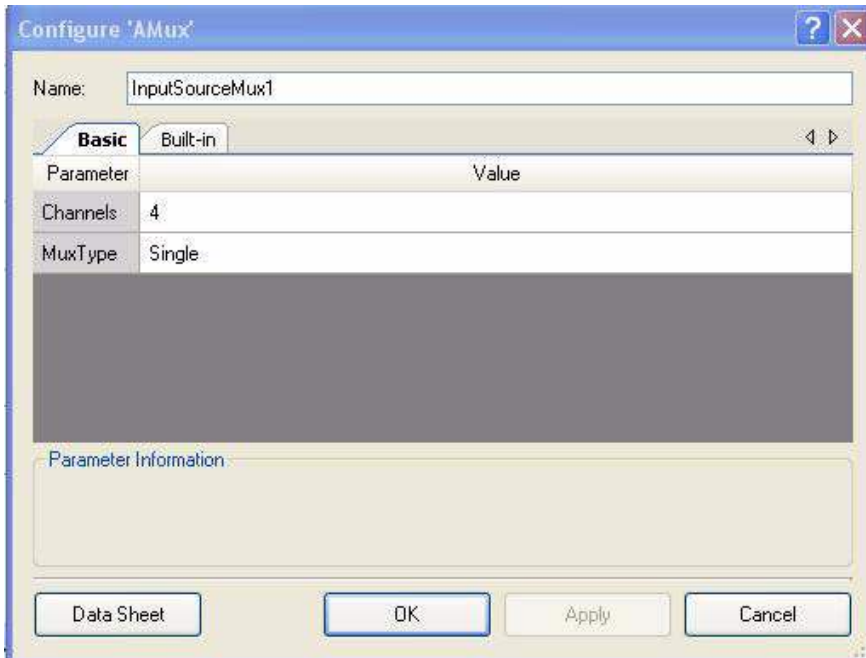 Configure 'AMux'
Name: InputSourceMux1
Basic Built-in
Parameter Value
Channels 4
MuxType Single
Parameter Information
Data Sheet OK Apply Cancel